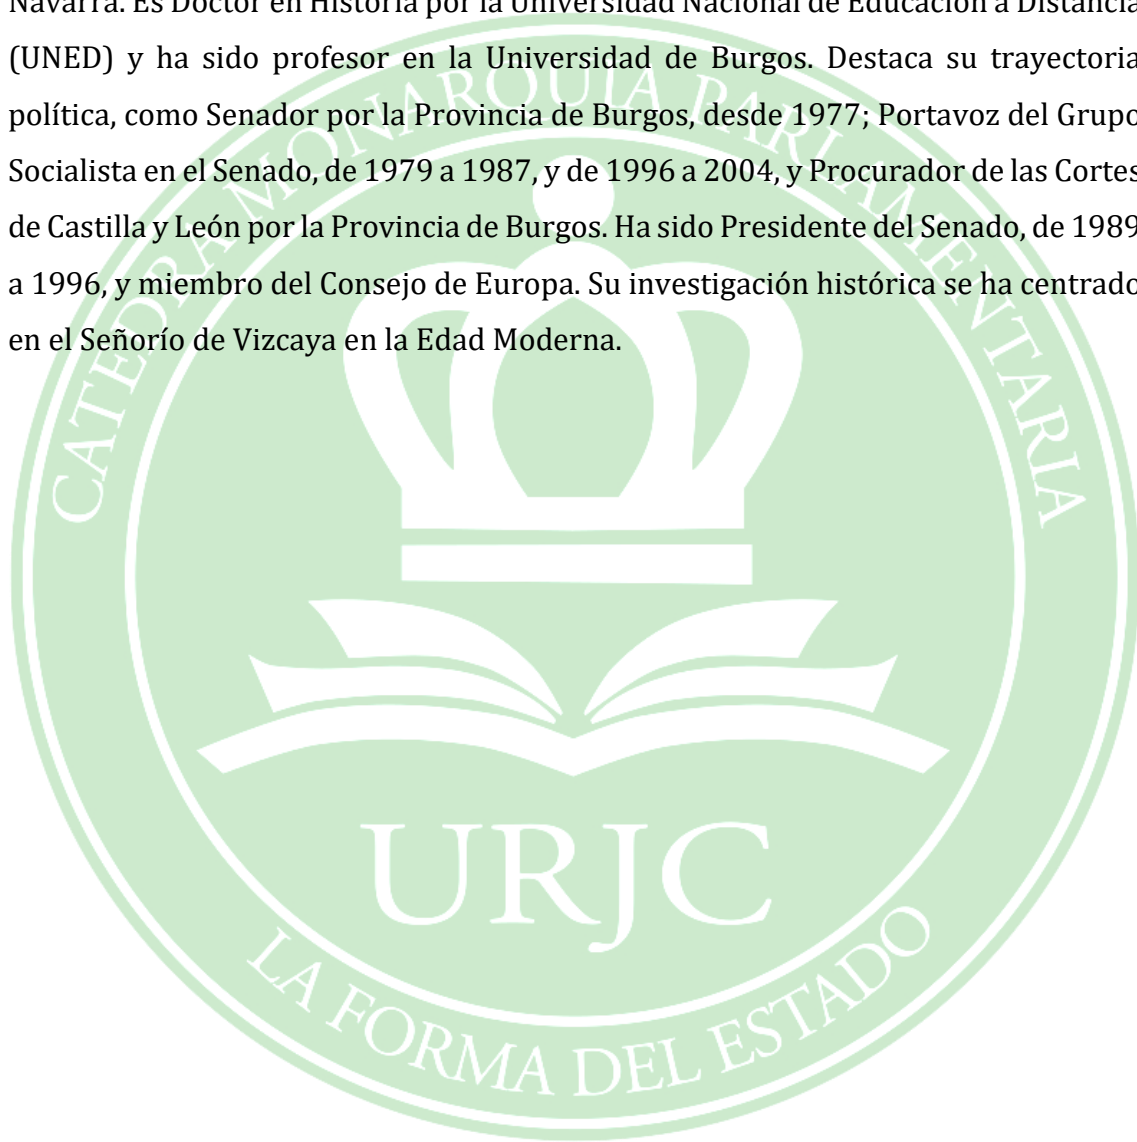 Navarra. Es Doctor en Historia por la Universidad Nacional de Educación a Distancia
(UNED) y ha sido profesor en la Universidad de Burgos. Destaca su trayectoria
política, como Senador por la Provincia de Burgos, desde 1977; Portavoz del Grupo
Socialista en el Senado, de 1979 a 1987, y de 1996 a 2004, y Procurador de las Cortes
de Castilla y León por la Provincia de Burgos. Ha sido Presidente del Senado, de 1989
a 1996, y miembro del Consejo de Europa. Su investigación histórica se ha centrado
en el Señorío de Vizcaya en la Edad Moderna.
CATEDRA MONARQUIA PARLAMENTARIA
URJC
LA FORMA DEL ESTADO